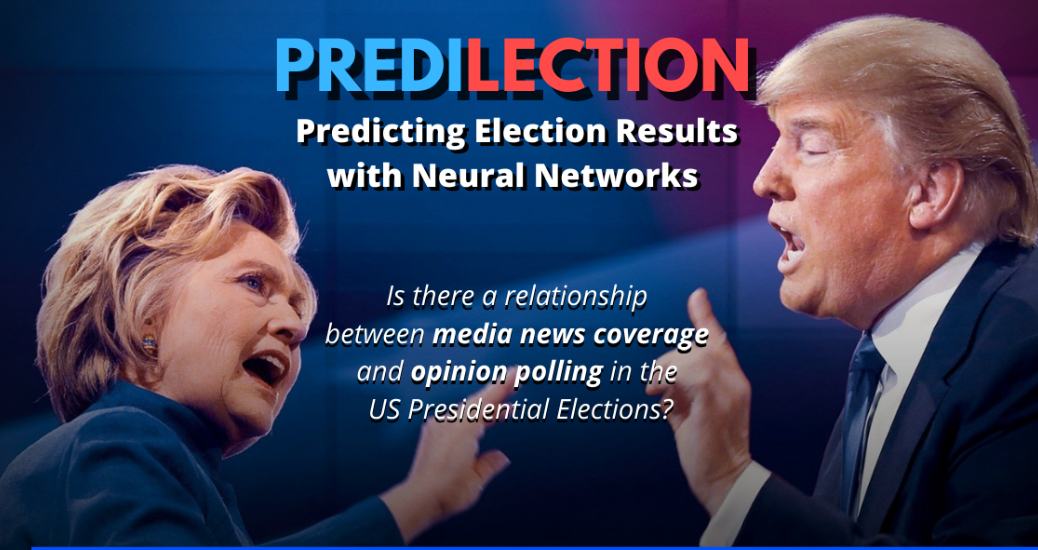 PREDILECTION
Predicting Election Results
with Neural Networks
Is there a relationship
between media news coverage
and opinion polling in the
US Presidential Elections?